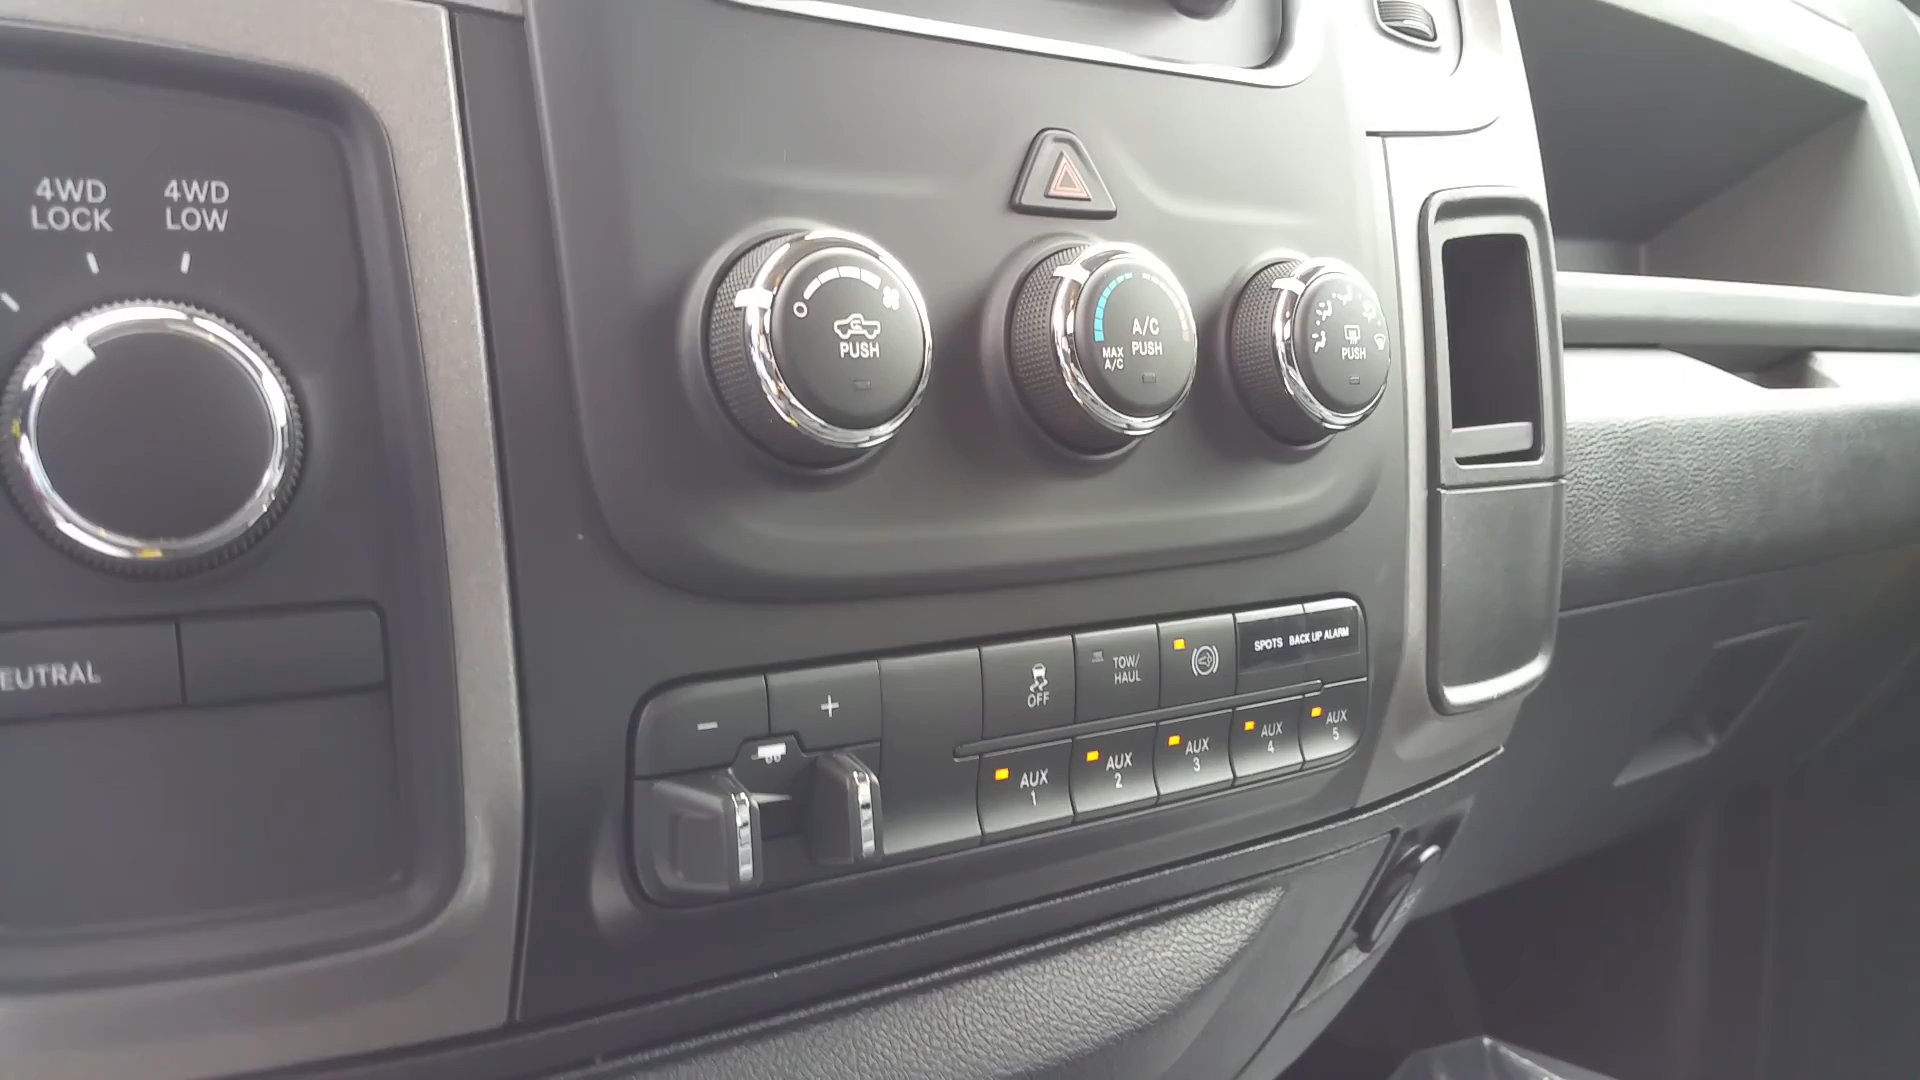 4WD
LOCK
4WD
LOW
EUTRAL
PUSH
A/C
PUSH
MAX
A/C
PUSH
OFF
TOW/
HAUL
SPOTS BACK UP ALARM
AUX
1
AUX
2
AUX
3
AUX
4
AUX
5